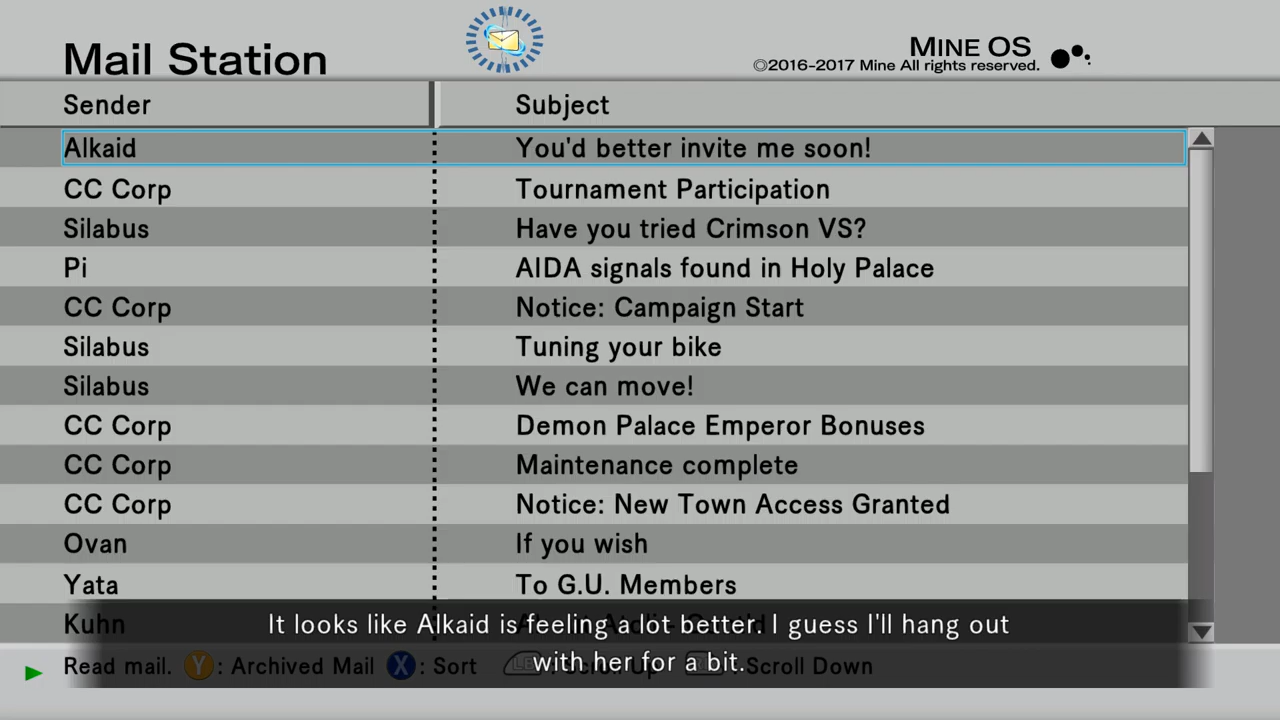 Mail Station
MINE OS
©2016-2017 Mine All rights reserved.
Sender Subject
Alkaid You'd better invite me soon!
CC Corp Tournament Participation
Silabus Have you tried Crimson VS?
Pi AIDA signals found in Holy Palace
CC Corp Notice: Campaign Start
Silabus Tuning your bike
Silabus We can move!
CC Corp Demon Palace Emperor Bonuses
CC Corp Maintenance complete
CC Corp Notice: New Town Access Granted
Ovan If you wish
Yata To G.U. Members
Kuhn
It looks like Alkaid is feeling a lot better. I guess I'll hang out
with her for a bit.
Read mail. Y: Archived Mail X: Sort LB: Scroll Up : Scroll Down